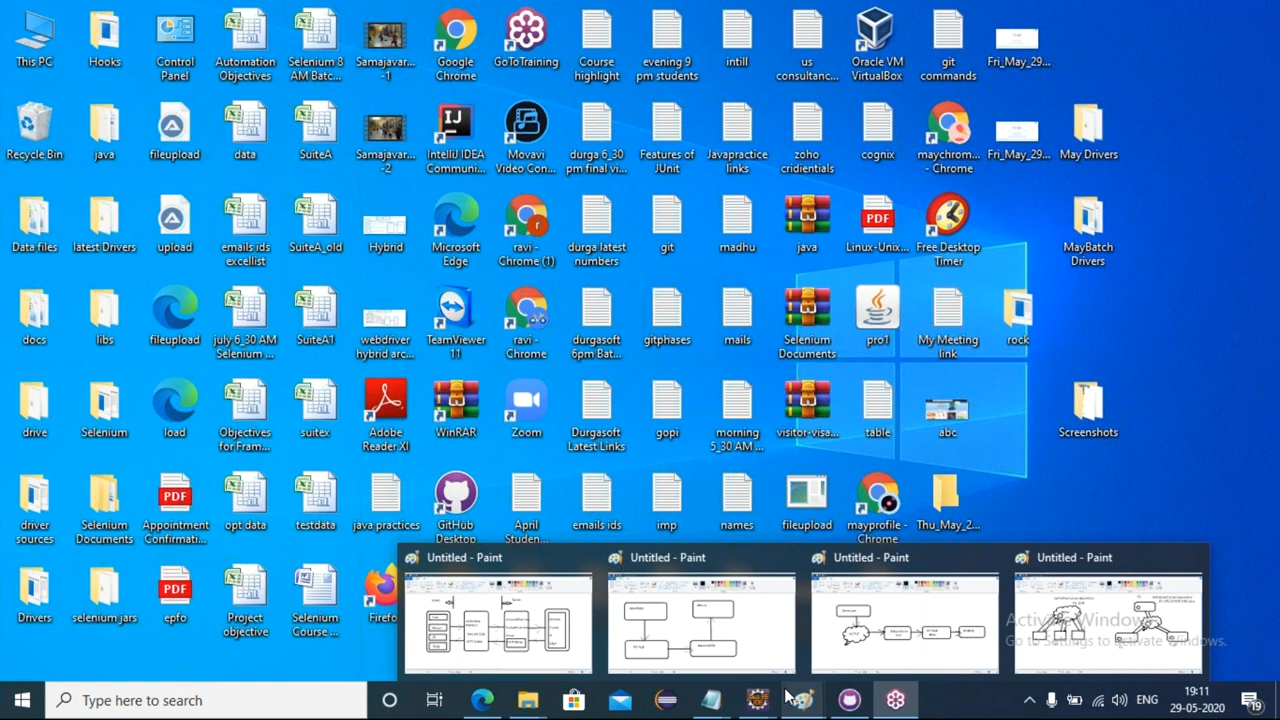 This PC
Hooks
Control
Panel
Automation
Objectives
Selenium 8
AM Batc...
Samajavar...
-1
Google
Chrome
GoToTraining
Course
highlight
evening 9
pm students
intill
us
consultanc...
Oracle VM
VirtualBox
git
commands
Fri_May_29...
Recycle Bin
java
fileupload
data
SuiteA
Samajavar...
-2
IntelliJ IDEA
Communi...
Movavi
Video Con...
durga 6_30
pm final vi...
Features of
JUnit
Javapractice
links
zoho
cridientials
cognix
maychrom...
- Chrome
Fri_May_29...
May Drivers
Data files
latest Drivers
upload
emails ids
excellist
SuiteA_old
Hybrid
Microsoft
Edge
ravi -
Chrome (1)
durga latest
numbers
git
madhu
java
Linux-Unix...
Free Desktop
Timer
MayBatch
Drivers
docs
libs
fileupload
july 6_30 AM
Selenium ...
SuiteA1
webdriver
hybrid arc...
TeamViewer
11
ravi -
Chrome
durgasoft
6pm Bat...
gitphases
mails
Selenium
Documents
pro1
My Meeting
link
rock
drive
Selenium
load
Objectives
for Fram...
suitex
Adobe
Reader XI
WinRAR
Zoom
Durgasoft
Latest Links
gopi
morning
5_30 AM ...
visitor-visa...
table
abc
Screenshots
driver
sources
Selenium
Documents
Appointment
Confirmati...
opt data
testdata
java practices
GitHub
Desktop
April
Studen...
emails ids
imp
names
fileupload
mayprofile -
Chrome
Thu_May_2...
Drivers
selenium jars
epfo
Project
objective
Selenium
Course ...
Firefo
Untitled - Paint
Untitled - Paint
Untitled - Paint
Untitled - Paint
Activate Windows
Go to Settings to activate Windows.
Type here to search
ENG
19:11
29-05-2020
19